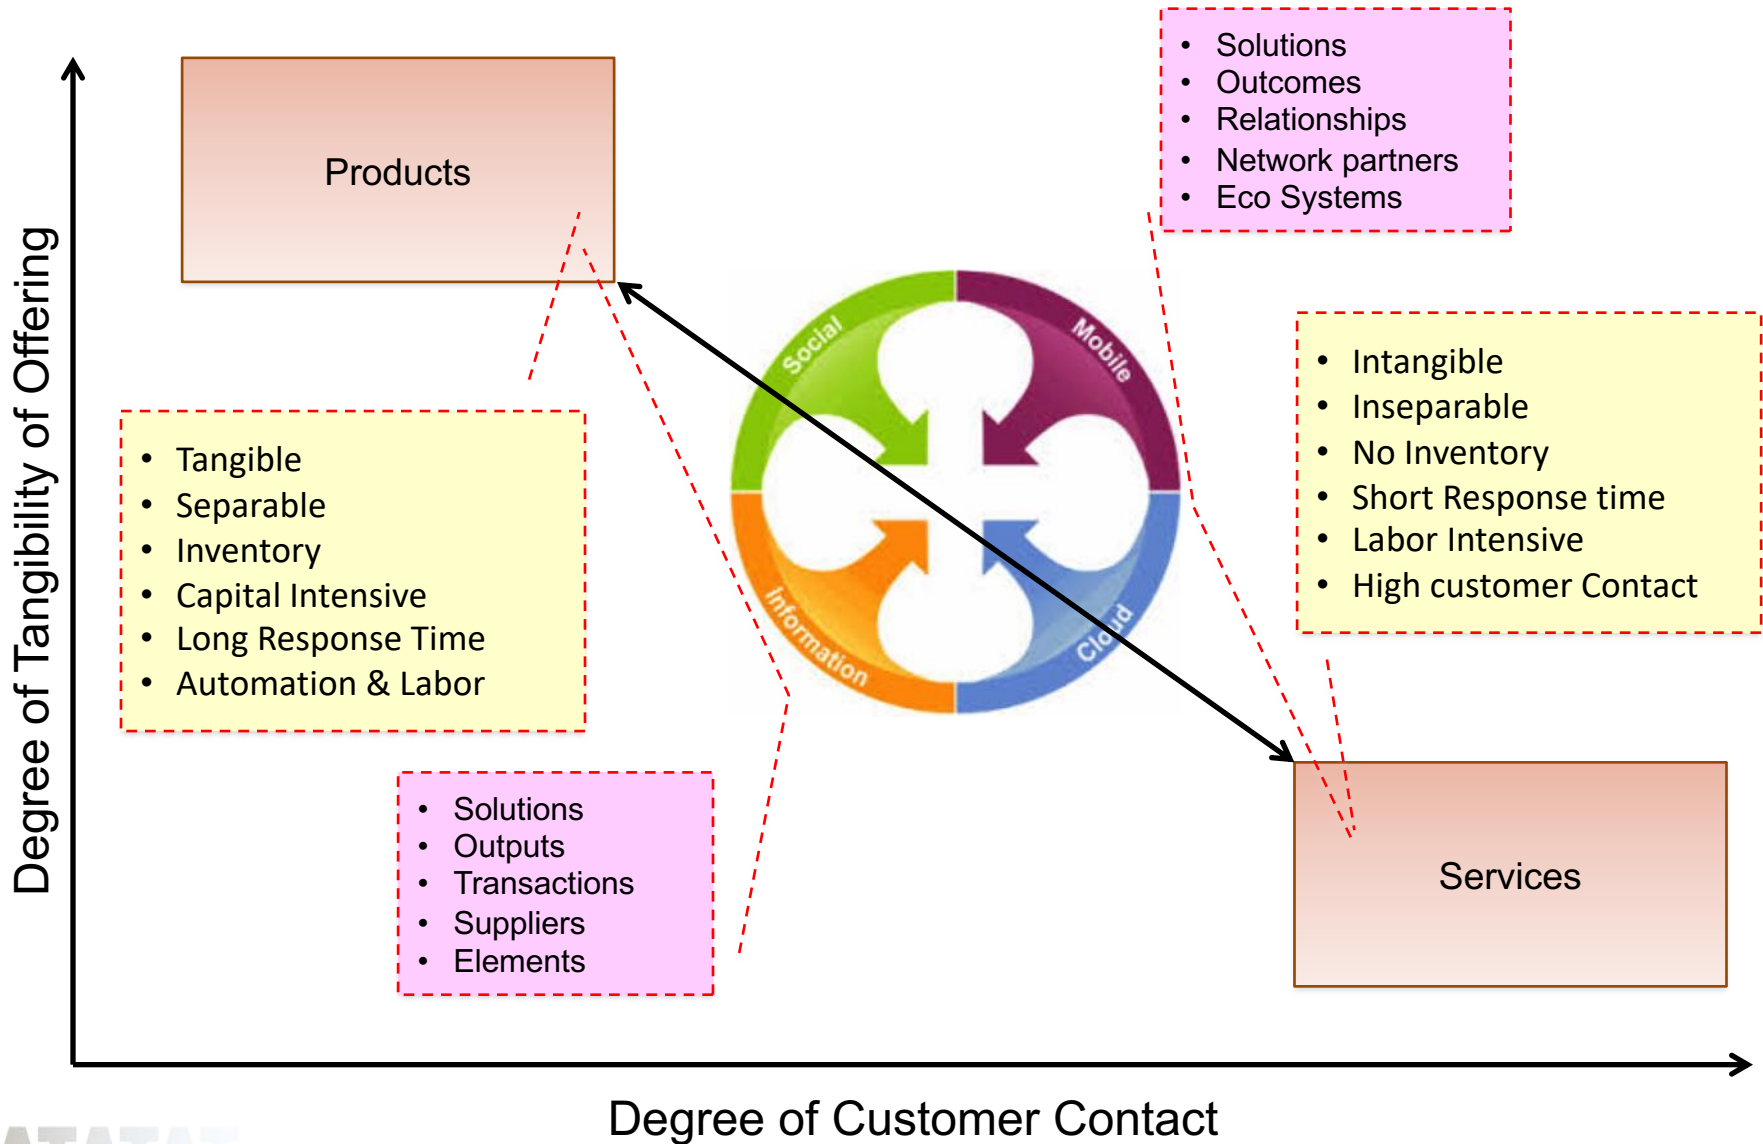 • Solutions
• Outcomes
• Relationships
• Network partners
• Eco Systems
Products
Degree of Tangibility of Offering
Social
Mobile
Information
Cloud
• Intangible
• Inseparable
• No Inventory
• Short Response time
• Labor Intensive
• High customer Contact
• Tangible
• Separable
• Inventory
• Capital Intensive
• Long Response Time
• Automation & Labor
• Solutions
• Outputs
• Transactions
• Suppliers
• Elements
Services
Degree of Customer Contact